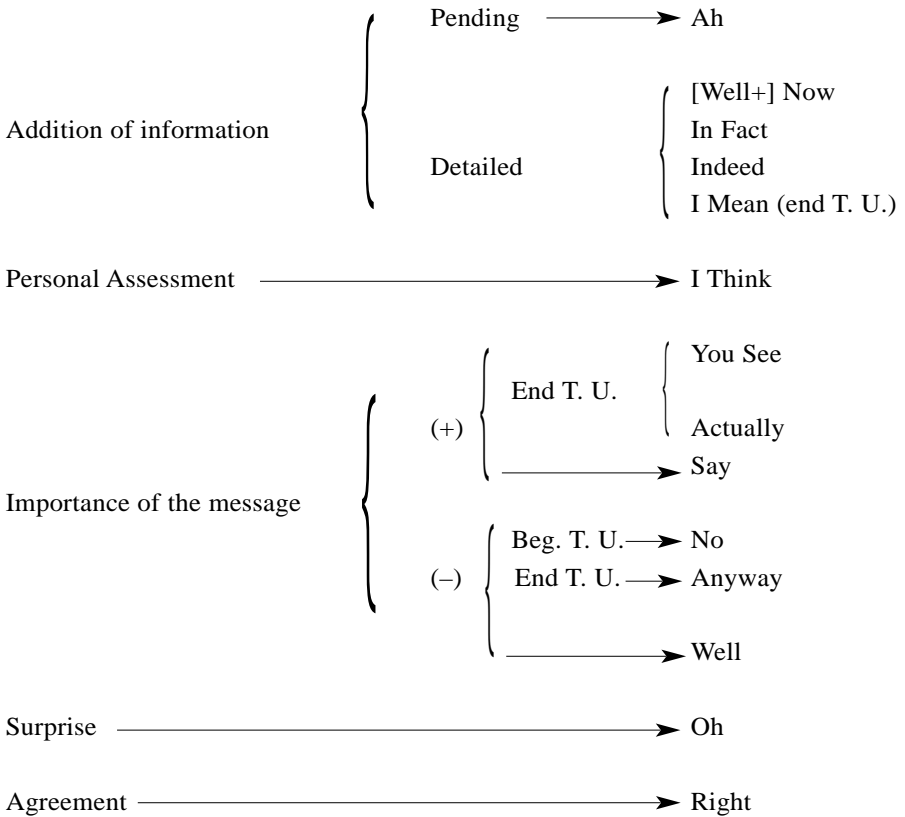 Pending Ah
[Well+] Now
Addition of information In Fact
Detailed Indeed
I Mean (end T. U.)
Personal Assessment I Think
You See
End T. U.
(+) Actually
Say
Importance of the message
Beg. T. U. No
(–) End T. U. Anyway
Well
Surprise Oh
Agreement Right